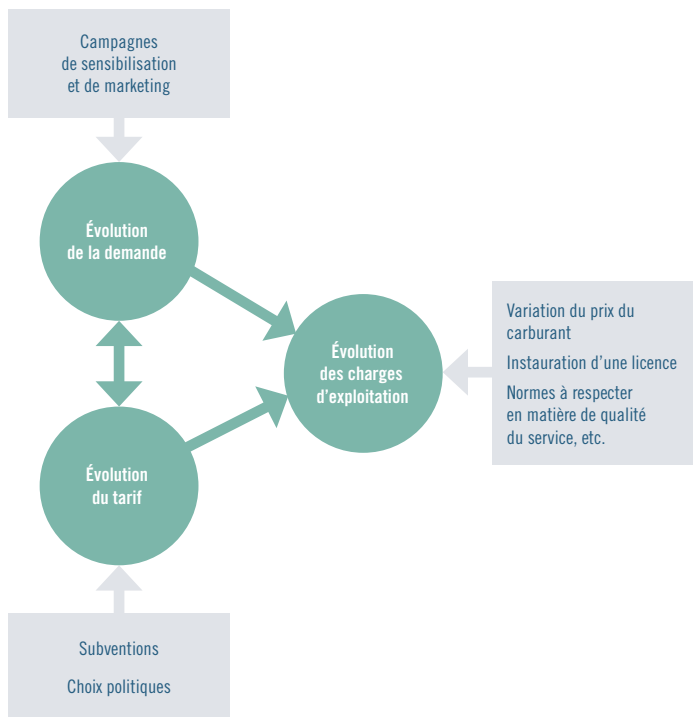 Campagnes
de sensibilisation
et de marketing
Évolution
de la demande
Évolution
des charges
d'exploitation
Variation du prix du
carburant
Instauration d'une licence
Normes à respecter
en matière de qualité
du service, etc.
Évolution
du tarif
Subventions
Choix politiques